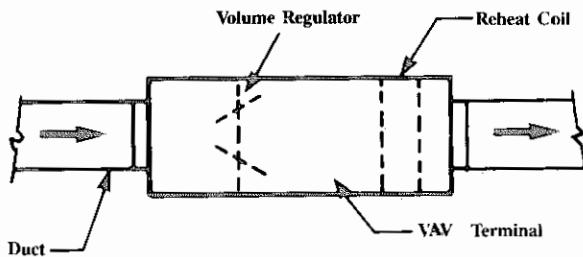 Volume Regulator
Reheat Coil
Duct
VAV Terminal